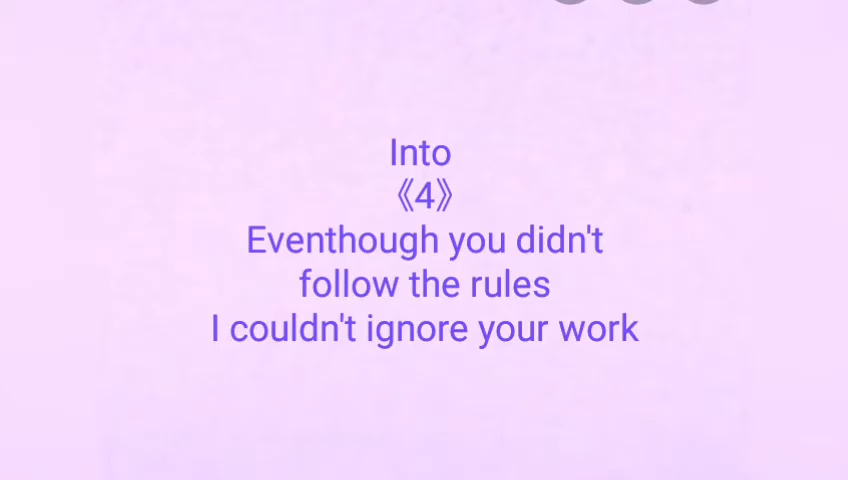 Into
《4》
Eventhough you didn't
follow the rules
I couldn't ignore your work